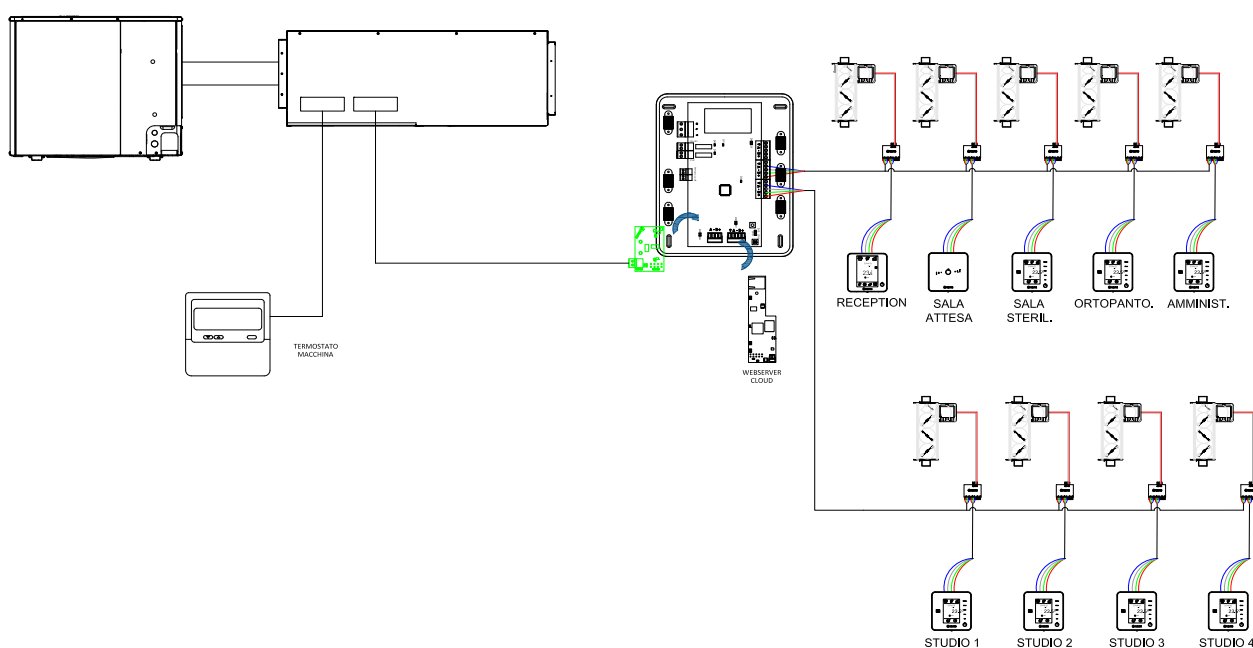 RECEPTION
SALA
ATTESA
SALA
STERIL.
ORTOPANTO.
AMMINIST.
TERMOSTATO
MACCHINA
WEBSERVER
CLOUD
STUDIO 1
STUDIO 2
STUDIO 3
STUDIO 4